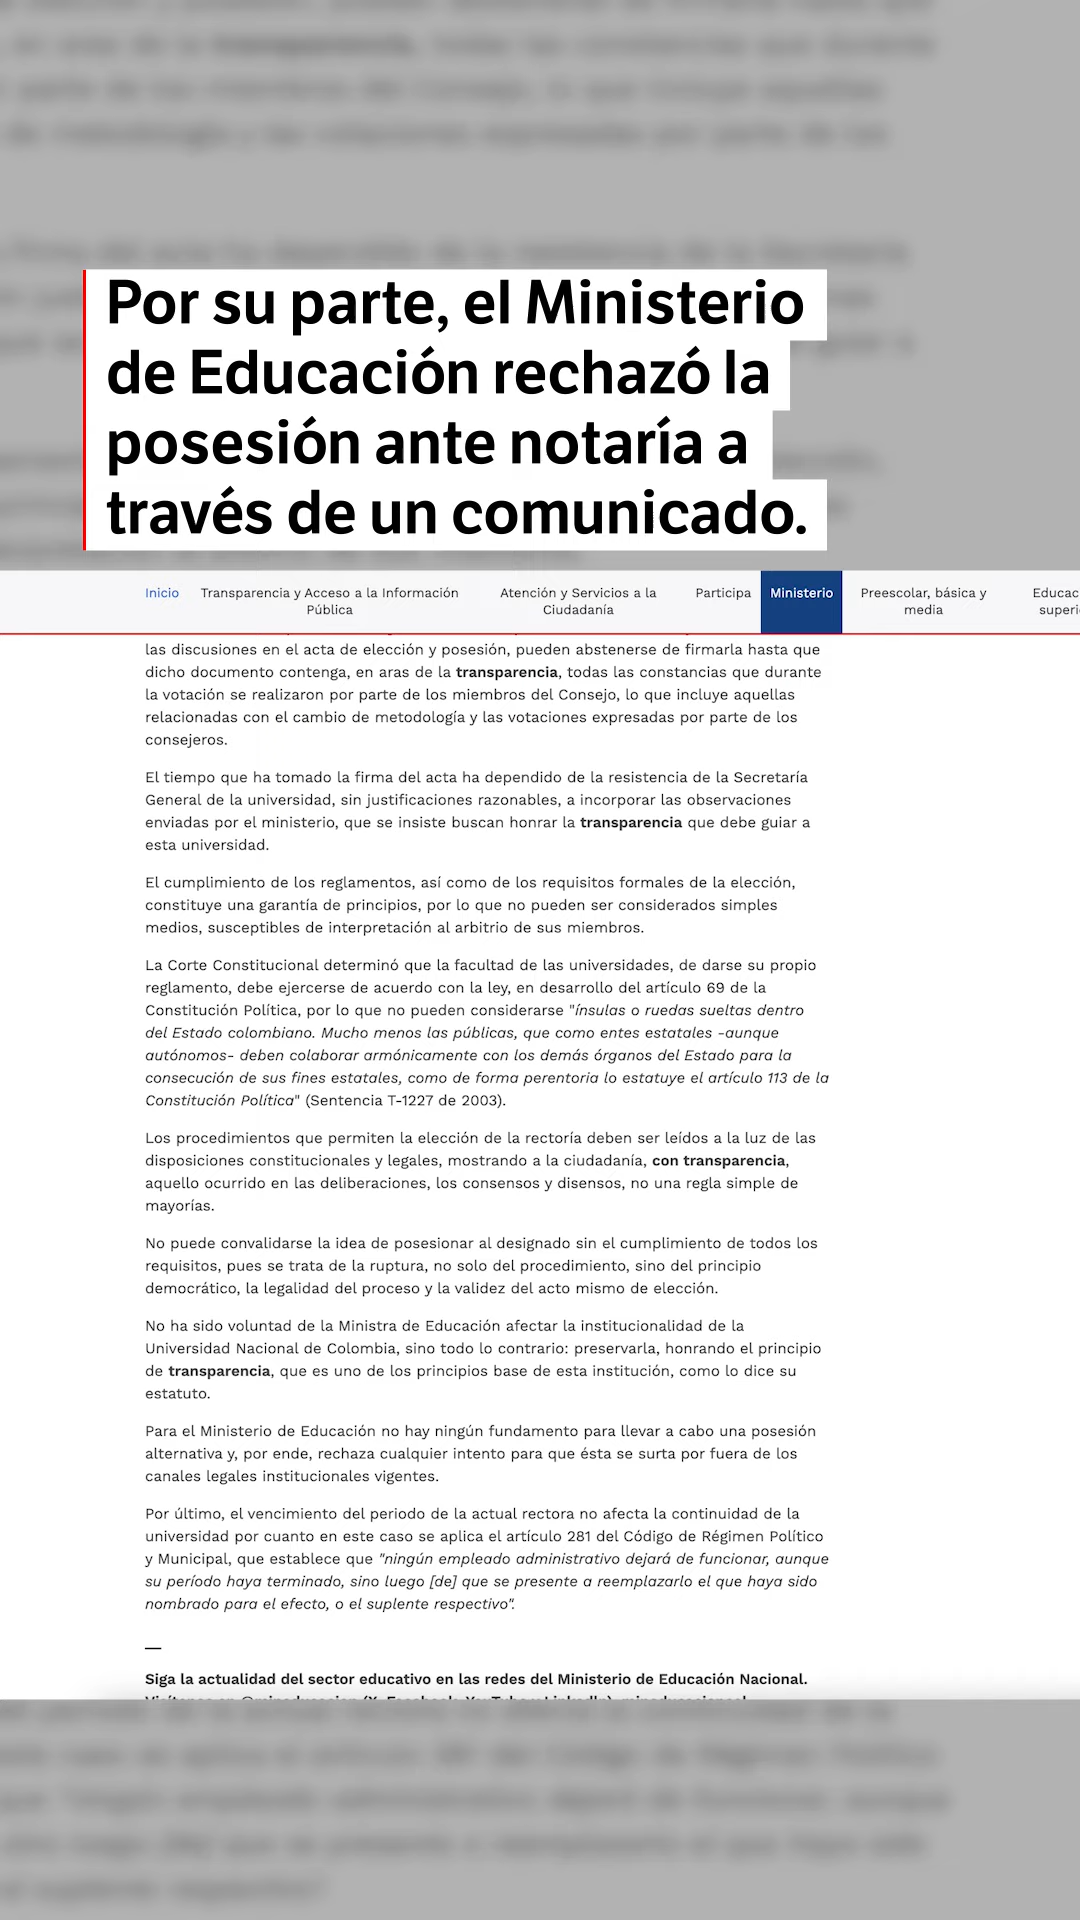 Por su parte, el Ministerio
de Educación rechazó la
posesión ante notaría a
través de un comunicado.
Inicio
Transparencia y Acceso a la Información
Pública
Atención y Servicios a la
Ciudadanía
Participa
Ministerio
Preescolar, básica y
media
Educac
superi
las discusiones en el acta de elección y posesión, pueden abstenerse de firmarla hasta que
dicho documento contenga, en aras de la transparencia, todas las constancias que durante
la votación se realizaron por parte de los miembros del Consejo, lo que incluye aquellas
relacionadas con el cambio de metodología y las votaciones expresadas por parte de los
consejeros.
El tiempo que ha tomado la firma del acta ha dependido de la resistencia de la Secretaría
General de la universidad, sin justificaciones razonables, a incorporar las observaciones
enviadas por el ministerio, que se insiste buscan honrar la transparencia que debe guiar a
esta universidad.
El cumplimiento de los reglamentos, así como de los requisitos formales de la elección,
constituye una garantía de principios, por lo que no pueden ser considerados simples
medios, susceptibles de interpretación al arbitrio de sus miembros.
La Corte Constitucional determinó que la facultad de las universidades, de darse su propio
reglamento, debe ejercerse de acuerdo con la ley, en desarrollo del artículo 69 de la
Constitución Política, por lo que no pueden considerarse "ínsulas o ruedas sueltas dentro
del Estado colombiano. Mucho menos las públicas, que como entes estatales -aunque
autónomos- deben colaborar armónicamente con los demás órganos del Estado para la
consecución de sus fines estatales, como de forma perentoria lo estatuye el artículo 113 de la
Constitución Política" (Sentencia T-1227 de 2003).
Los procedimientos que permiten la elección de la rectoría deben ser leídos a la luz de las
disposiciones constitucionales y legales, mostrando a la ciudadanía, con transparencia,
aquello ocurrido en las deliberaciones, los consensos y disensos, no una regla simple de
mayorías.
No puede convalidarse la idea de posesionar al designado sin el cumplimiento de todos los
requisitos, pues se trata de la ruptura, no solo del procedimiento, sino del principio
democrático, la legalidad del proceso y la validez del acto mismo de elección.
No ha sido voluntad de la Ministra de Educación afectar la institucionalidad de la
Universidad Nacional de Colombia, sino todo lo contrario: preservarla, honrando el principio
de transparencia, que es uno de los principios base de esta institución, como lo dice su
estatuto.
Para el Ministerio de Educación no hay ningún fundamento para llevar a cabo una posesión
alternativa y, por ende, rechaza cualquier intento para que ésta se surta por fuera de los
canales legales institucionales vigentes.
Por último, el vencimiento del periodo de la actual rectora no afecta la continuidad de la
universidad por cuanto en este caso se aplica el artículo 281 del Código de Régimen Político
y Municipal, que establece que "ningún empleado administrativo dejará de funcionar, aunque
su período haya terminado, sino luego [de] que se presente a reemplazarlo el que haya sido
nombrado para el efecto, o el suplente respectivo".
—
Siga la actualidad del sector educativo en las redes del Ministerio de Educación Nacional.